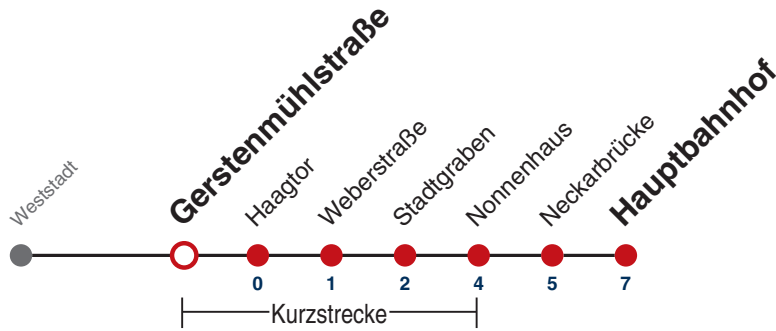 Weststadt
Gerstenmühlstraße
Haagtor
Weberstraße
Stadtgraben
Nonnenhaus
Neckarbrücke
Hauptbahnhof
0 1 2 4 5 7
Kurzstrecke